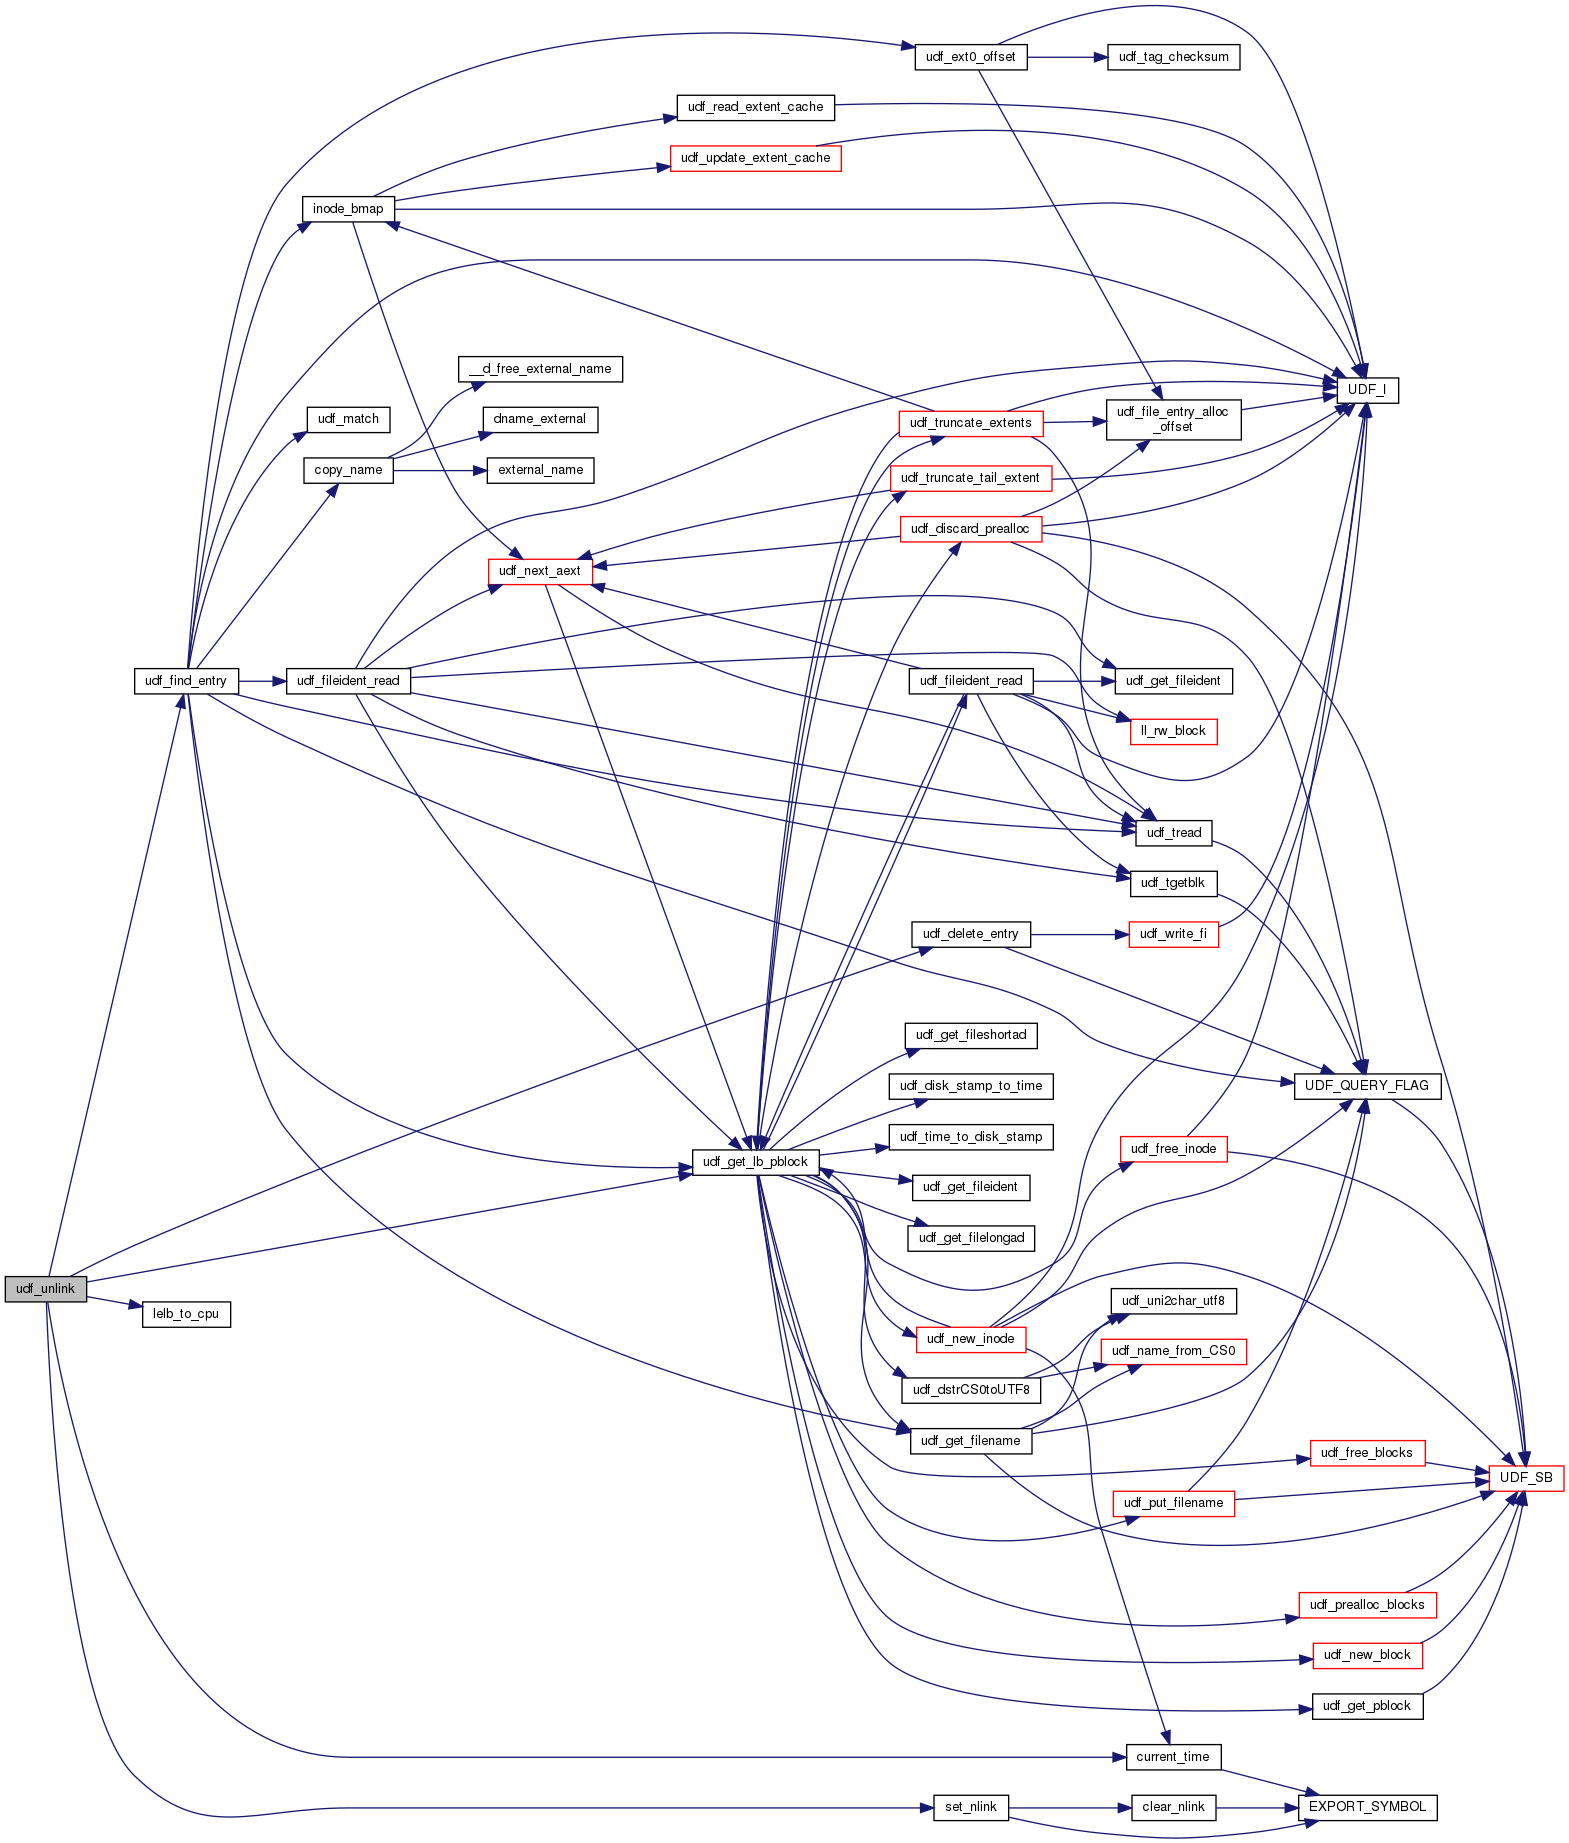 udf_ext0_offset
udf_tag_checksum
udf_read_extent_cache
udf_update_extent_cache
inode_bmap
__d_free_external_name
UDF_I
udf_match
dname_external
udf_truncate_extents
udf_file_entry_alloc
_offset
copy_name
external_name
udf_truncate_tail_extent
udf_discard_prealloc
udf_next_aext
udf_find_entry
udf_fileident_read
udf_fileident_read
udf_get_fileident
ll_rw_block
udf_tread
udf_tgetblk
udf_delete_entry
udf_write_fi
udf_get_fileshortad
udf_disk_stamp_to_time
UDF_QUERY_FLAG
udf_time_to_disk_stamp
udf_free_inode
udf_get_lb_pblock
udf_get_fileident
udf_get_filelongad
udf_unlink
lelb_to_cpu
udf_uni2char_utf8
udf_new_inode
udf_name_from_CS0
udf_dstrCS0toUTF8
udf_get_filename
udf_free_blocks
UDF_SB
udf_put_filename
udf_prealloc_blocks
udf_new_block
udf_get_pblock
current_time
set_nlink
clear_nlink
EXPORT_SYMBOL